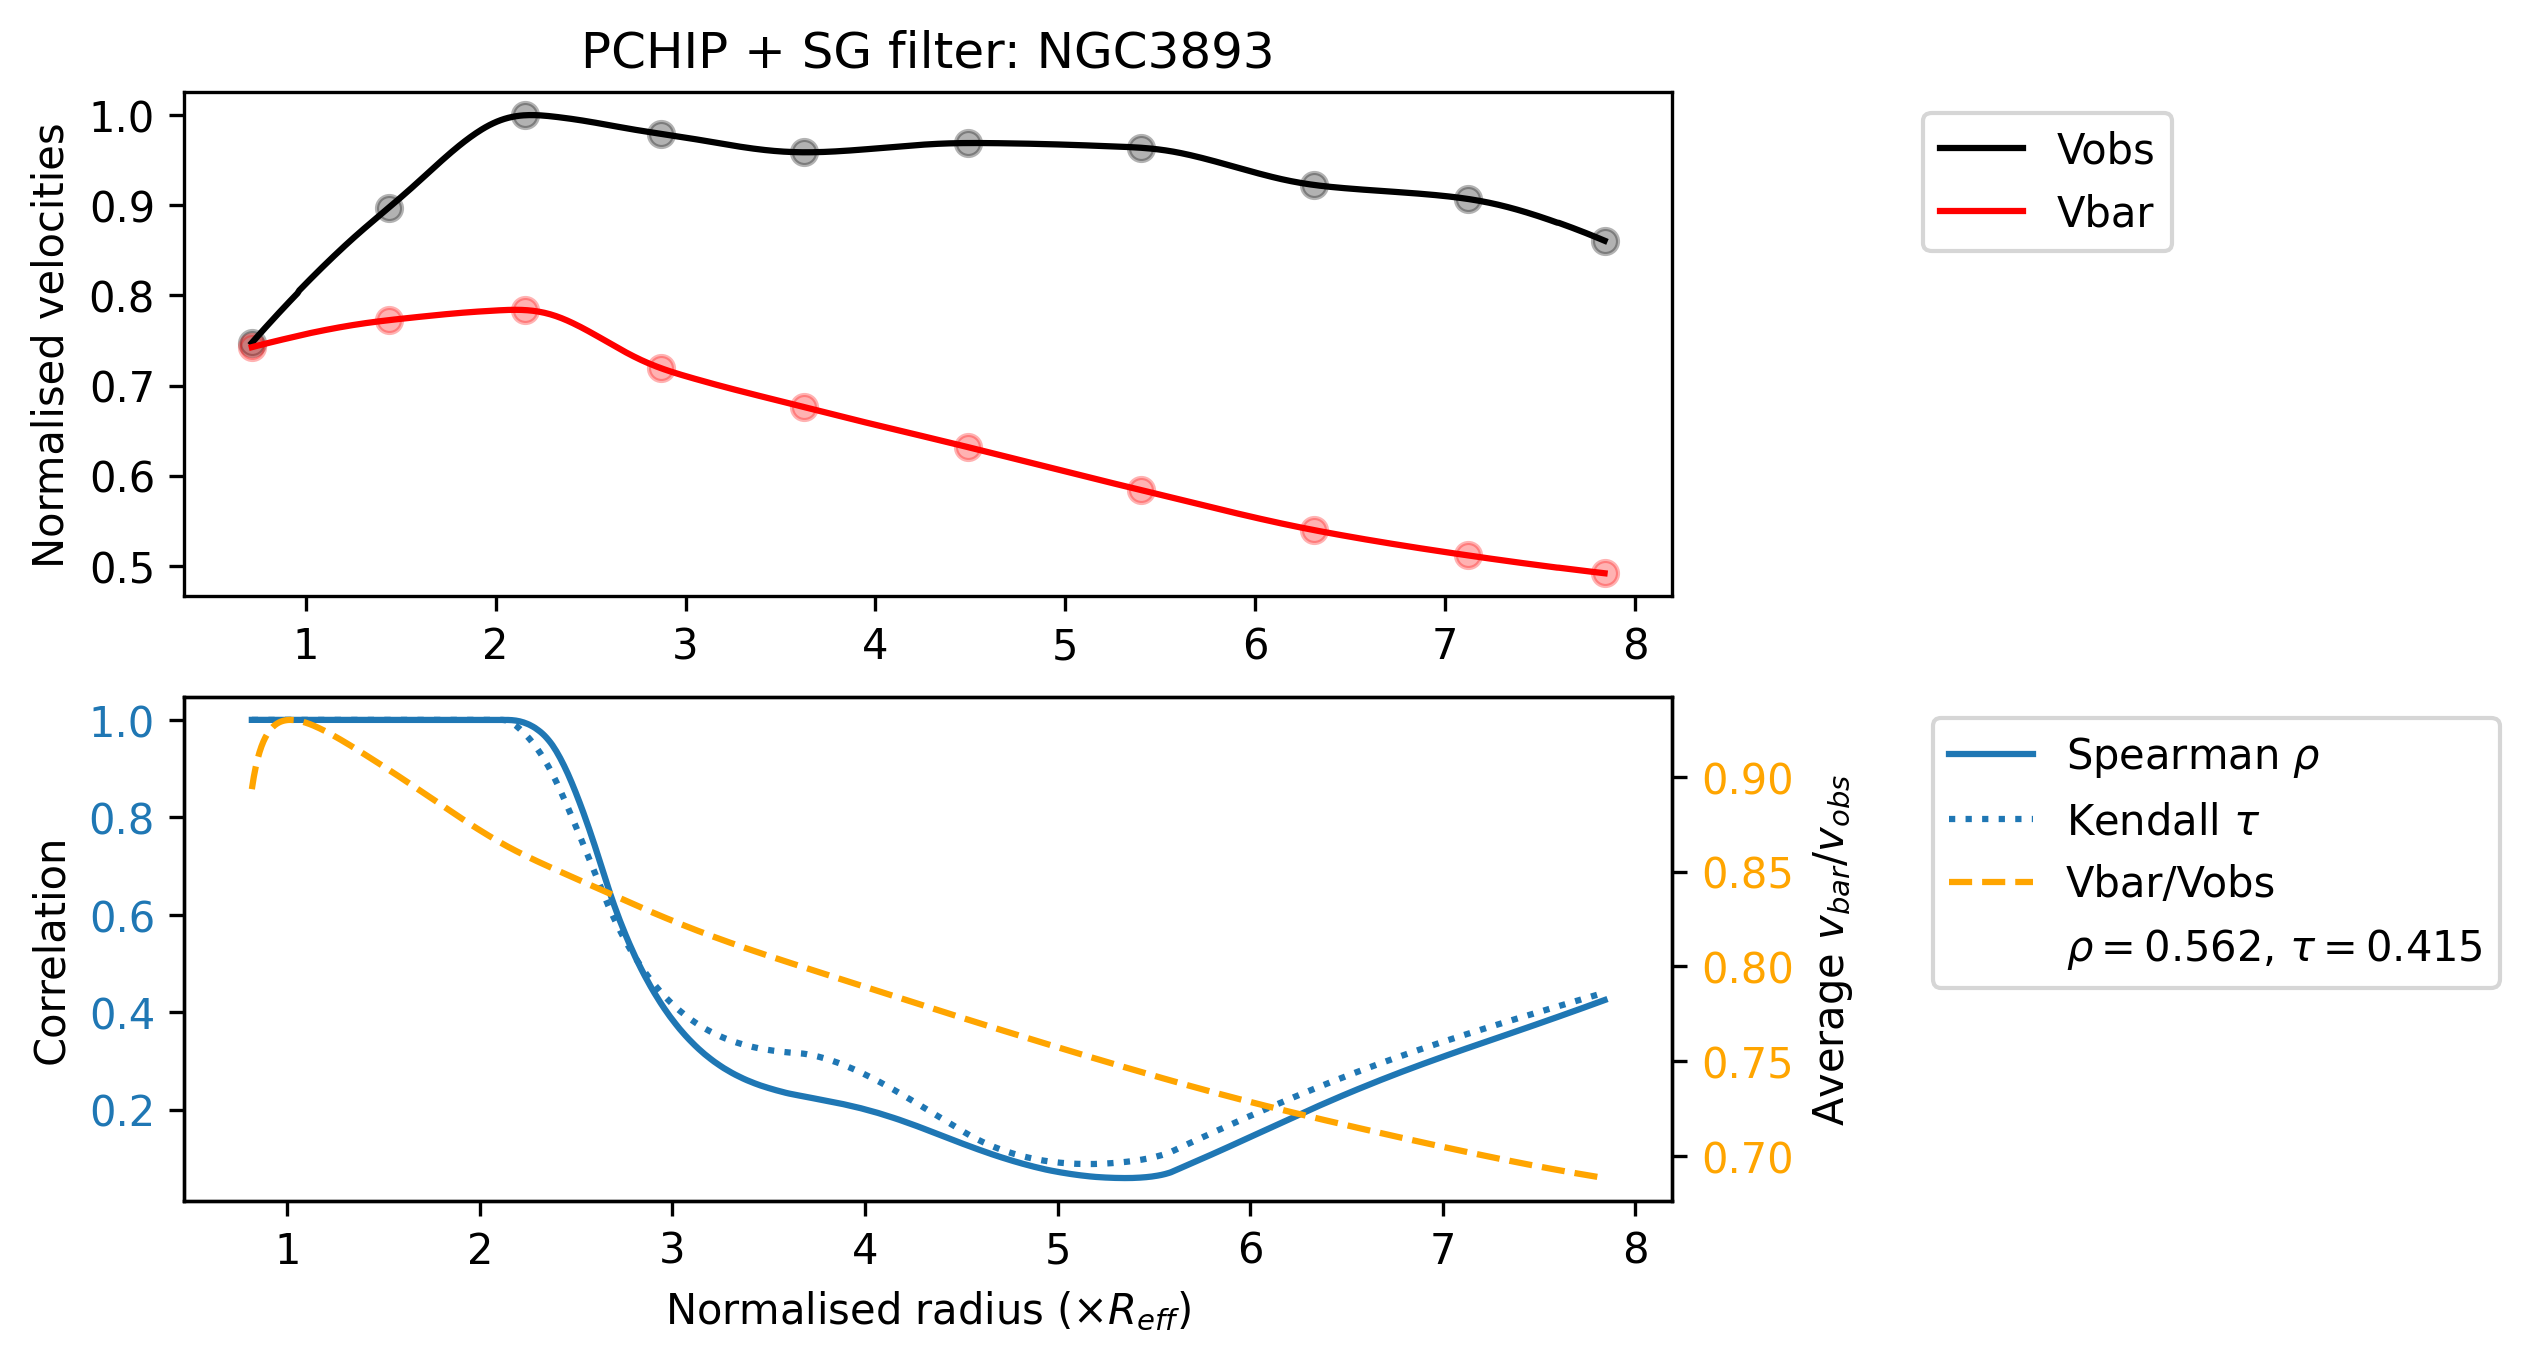 PCHIP + SG filter: NGC3893
Normalised velocities
1.0
0.9
0.8
0.7
0.6
0.5
1 2 3 4 5 6 7 8
Vobs
Vbar
Correlation
1.0
0.8
0.6
0.4
0.2
1 2 3 4 5 6 7 8
Normalised radius (×R_eff)
0.90
0.85
0.80
0.75
0.70
Average v_bar/v_obs
Spearman ρ
Kendall τ
Vbar/Vobs
ρ = 0.562, τ = 0.415